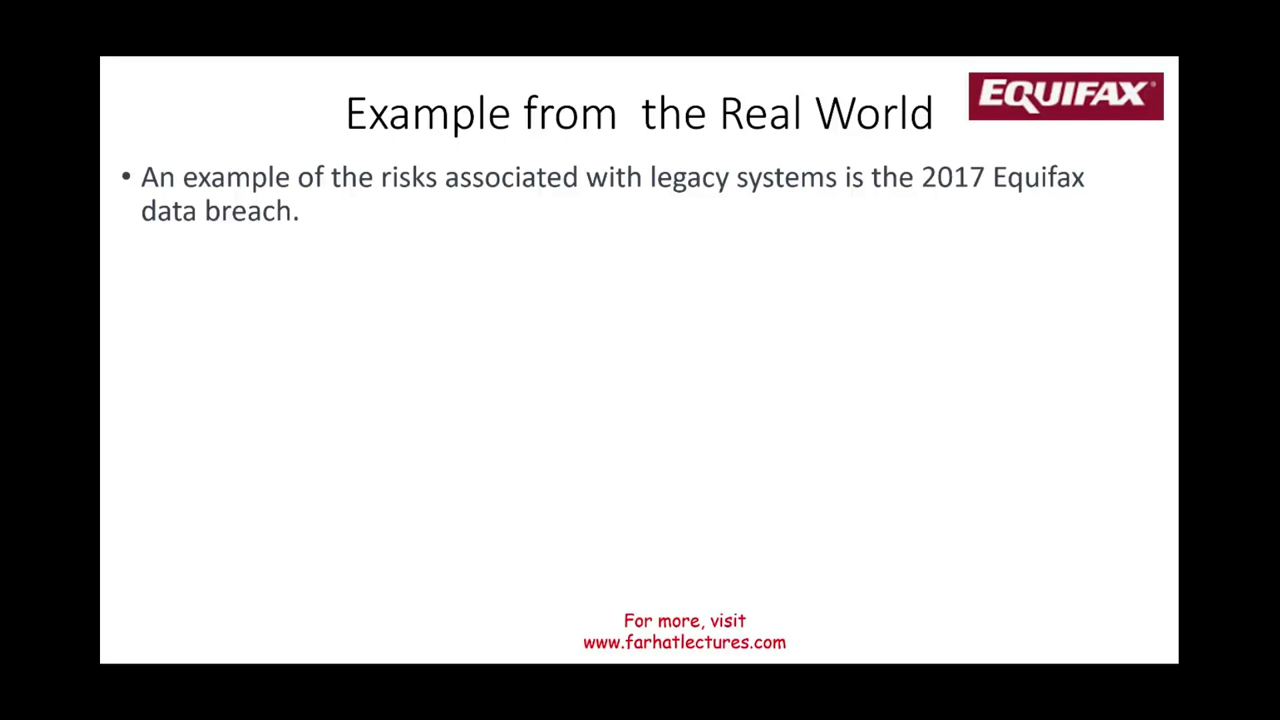 Example from  the Real World
EQUIFAX
• An example of the risks associated with legacy systems is the 2017 Equifax
data breach.
For more, visit
www.farhatlectures.com